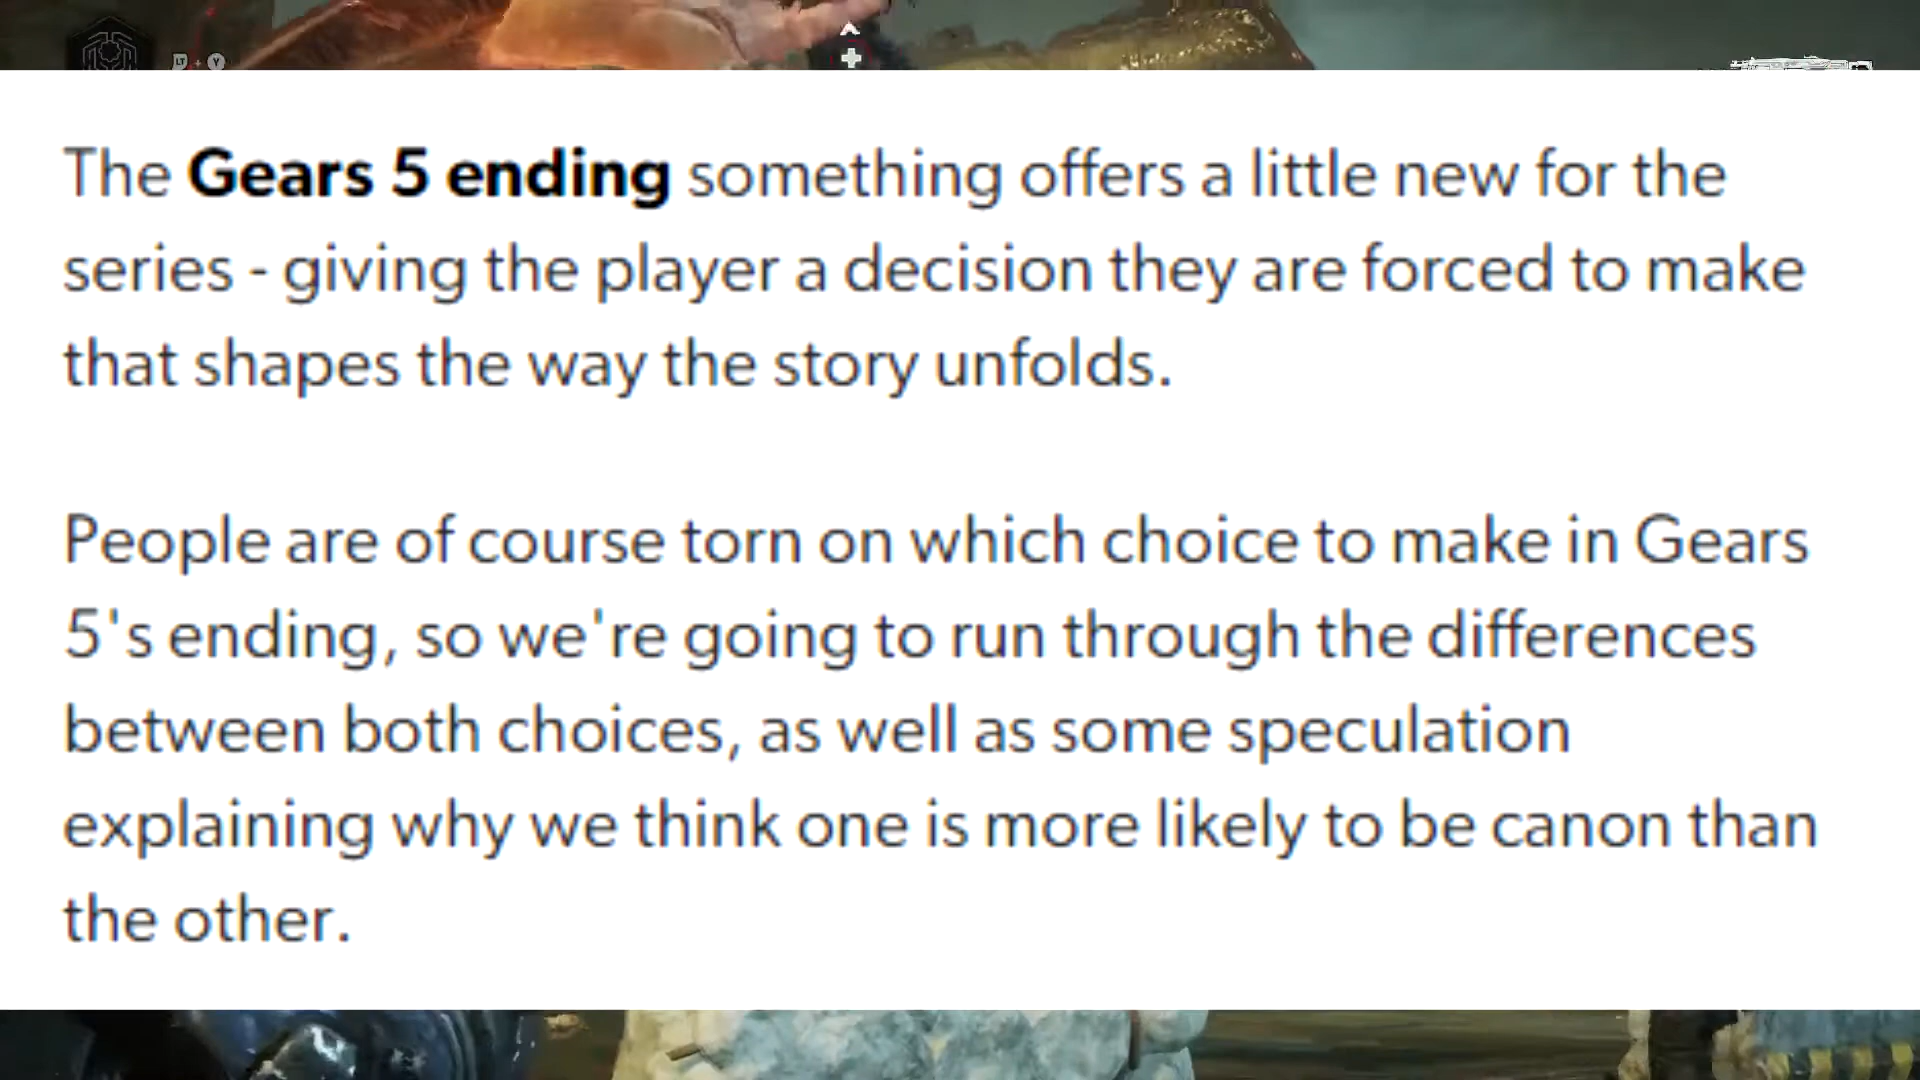 LT + Y
The Gears 5 ending something offers a little new for the
series - giving the player a decision they are forced to make
that shapes the way the story unfolds.
People are of course torn on which choice to make in Gears
5's ending, so we're going to run through the differences
between both choices, as well as some speculation
explaining why we think one is more likely to be canon than
the other.